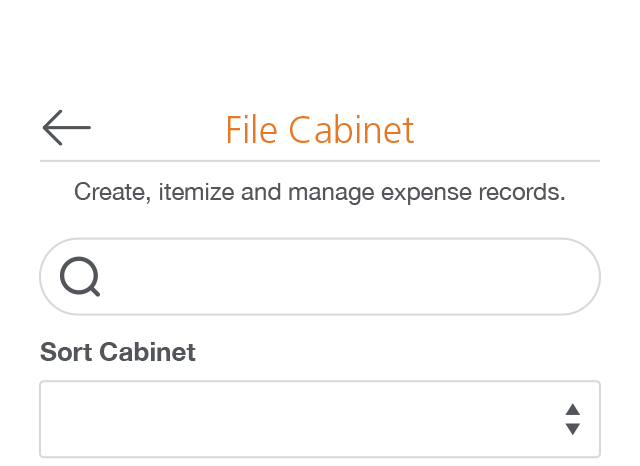 File Cabinet
Create, itemize and manage expense records.
Sort Cabinet